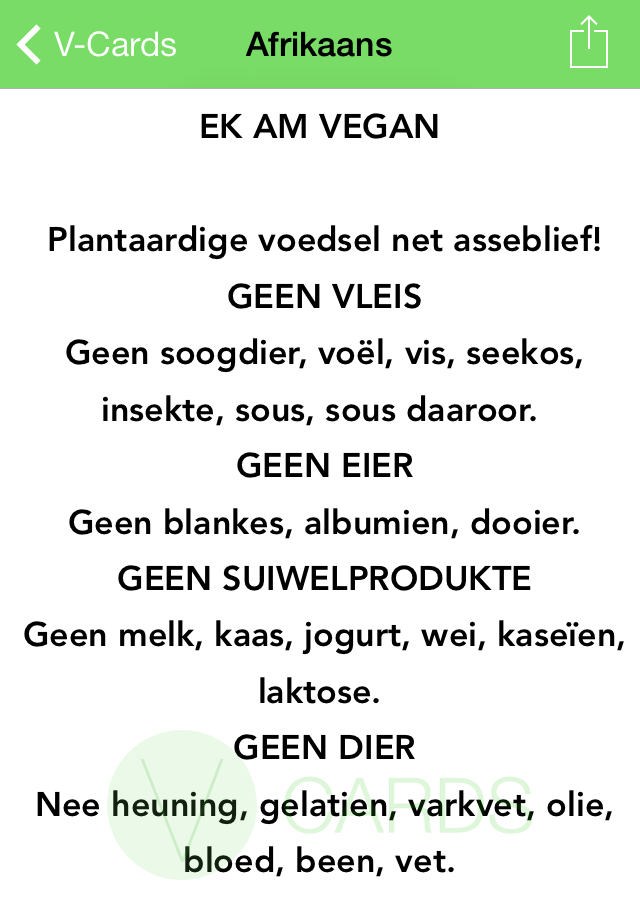 V-Cards Afrikaans
EK AM VEGAN
Plantaardige voedsel net asseblief!
GEEN VLEIS
Geen soogdier, voël, vis, seekos,
insekte, sous, sous daaroor.
GEEN EIER
Geen blankes, albumien, dooier.
GEEN SUIWELPRODUKTE
Geen melk, kaas, jogurt, wei, kaseïen,
laktose.
GEEN DIER
V CARDS
Nee heuning, gelatien, varkvet, olie,
bloed, been, vet.